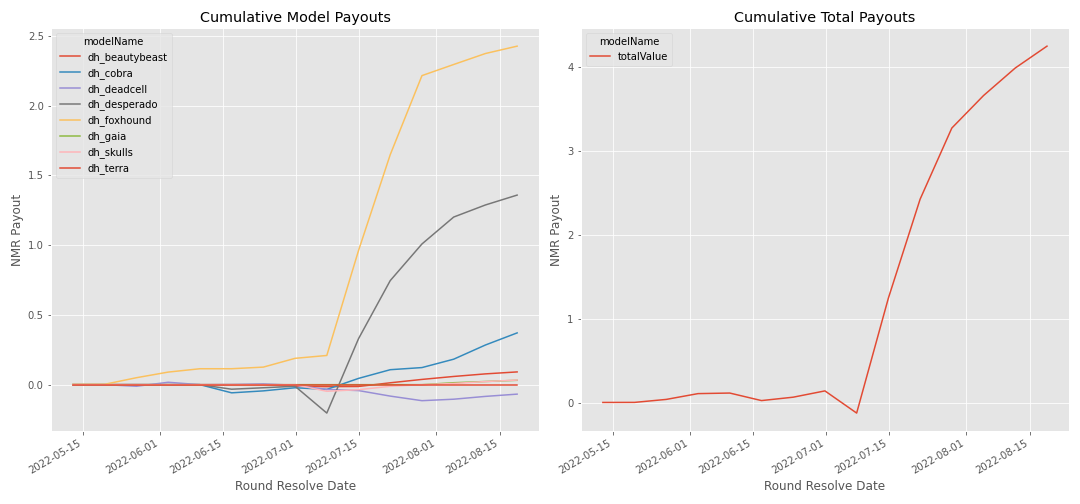 Cumulative Model Payouts
modelName
dh_beautybeast
dh_cobra
dh_deadcell
dh_desperado
dh_foxhound
dh_gaia
dh_skulls
dh_terra
2.5
2.0
1.5
1.0
0.5
0.0
NMR Payout
2022-05-15
2022-06-01
2022-06-15
2022-07-01
2022-07-15
2022-08-01
2022-08-15
Round Resolve Date
Cumulative Total Payouts
modelName
totalValue
4
3
2
1
0
NMR Payout
2022-05-15
2022-06-01
2022-06-15
2022-07-01
2022-07-15
2022-08-01
2022-08-15
Round Resolve Date